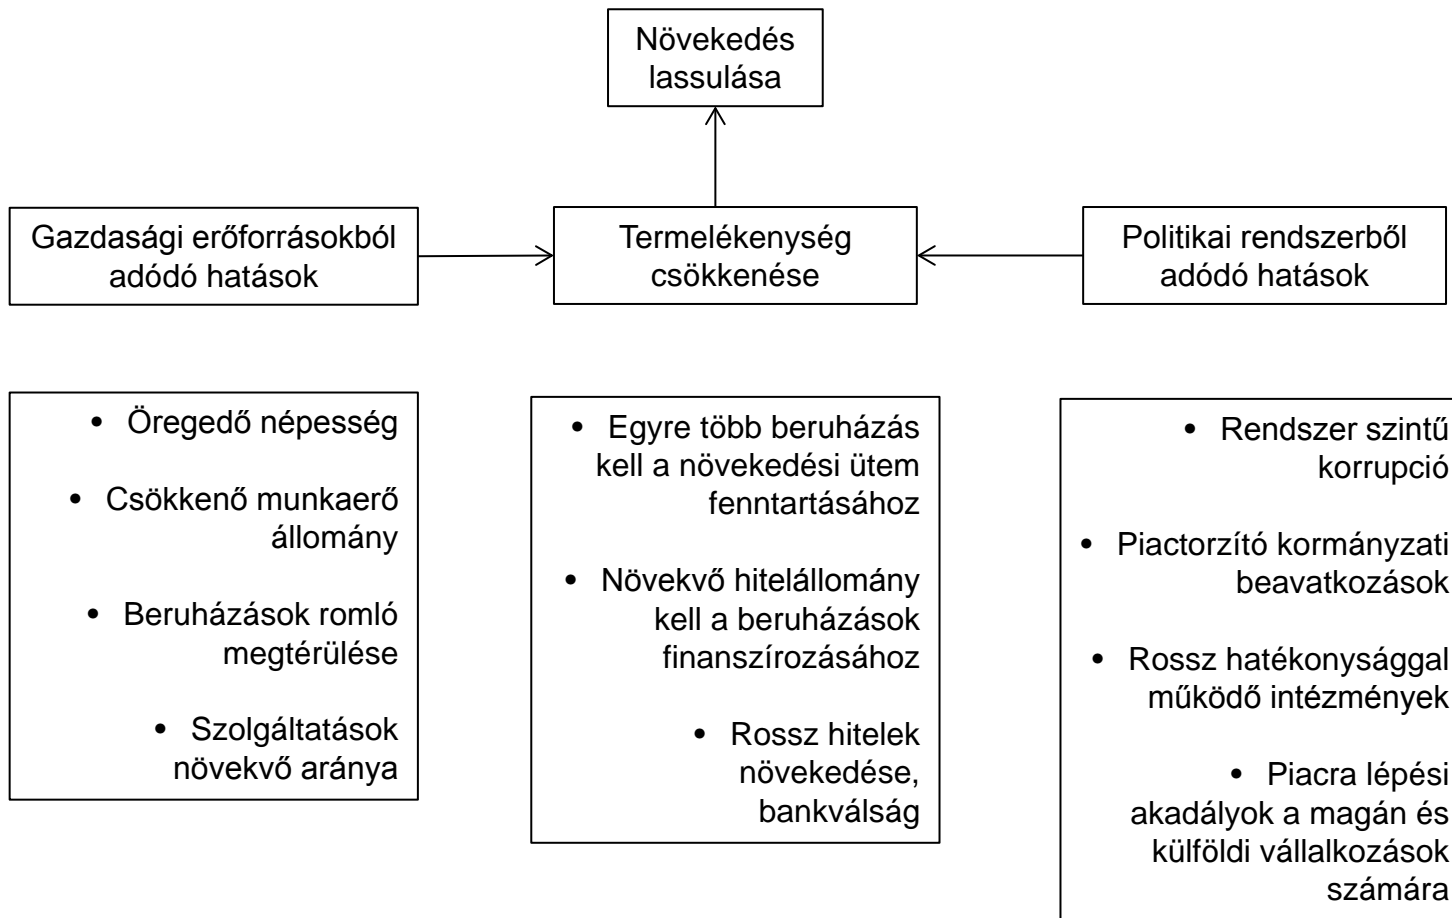 Növekedés
lassulása
Gazdasági erőforrásokból
adódó hatások
Termelékenység
csökkenése
Politikai rendszerből
adódó hatások
• Öregedő népesség
• Csökkenő munkaerő
állomány
• Beruházások romló
megtérülése
• Szolgáltatások
növekvő aránya
• Egyre több beruházás
kell a növekedési ütem
fenntartásához
• Növekvő hitelállomány
kell a beruházások
finanszírozásához
• Rossz hitelek
növekedése,
bankválság
• Rendszer szintű
korrupció
• Piactorzító kormányzati
beavatkozások
• Rossz hatékonysággal
működő intézmények
• Piacra lépési
akadályok a magán és
külföldi vállalkozások
számára